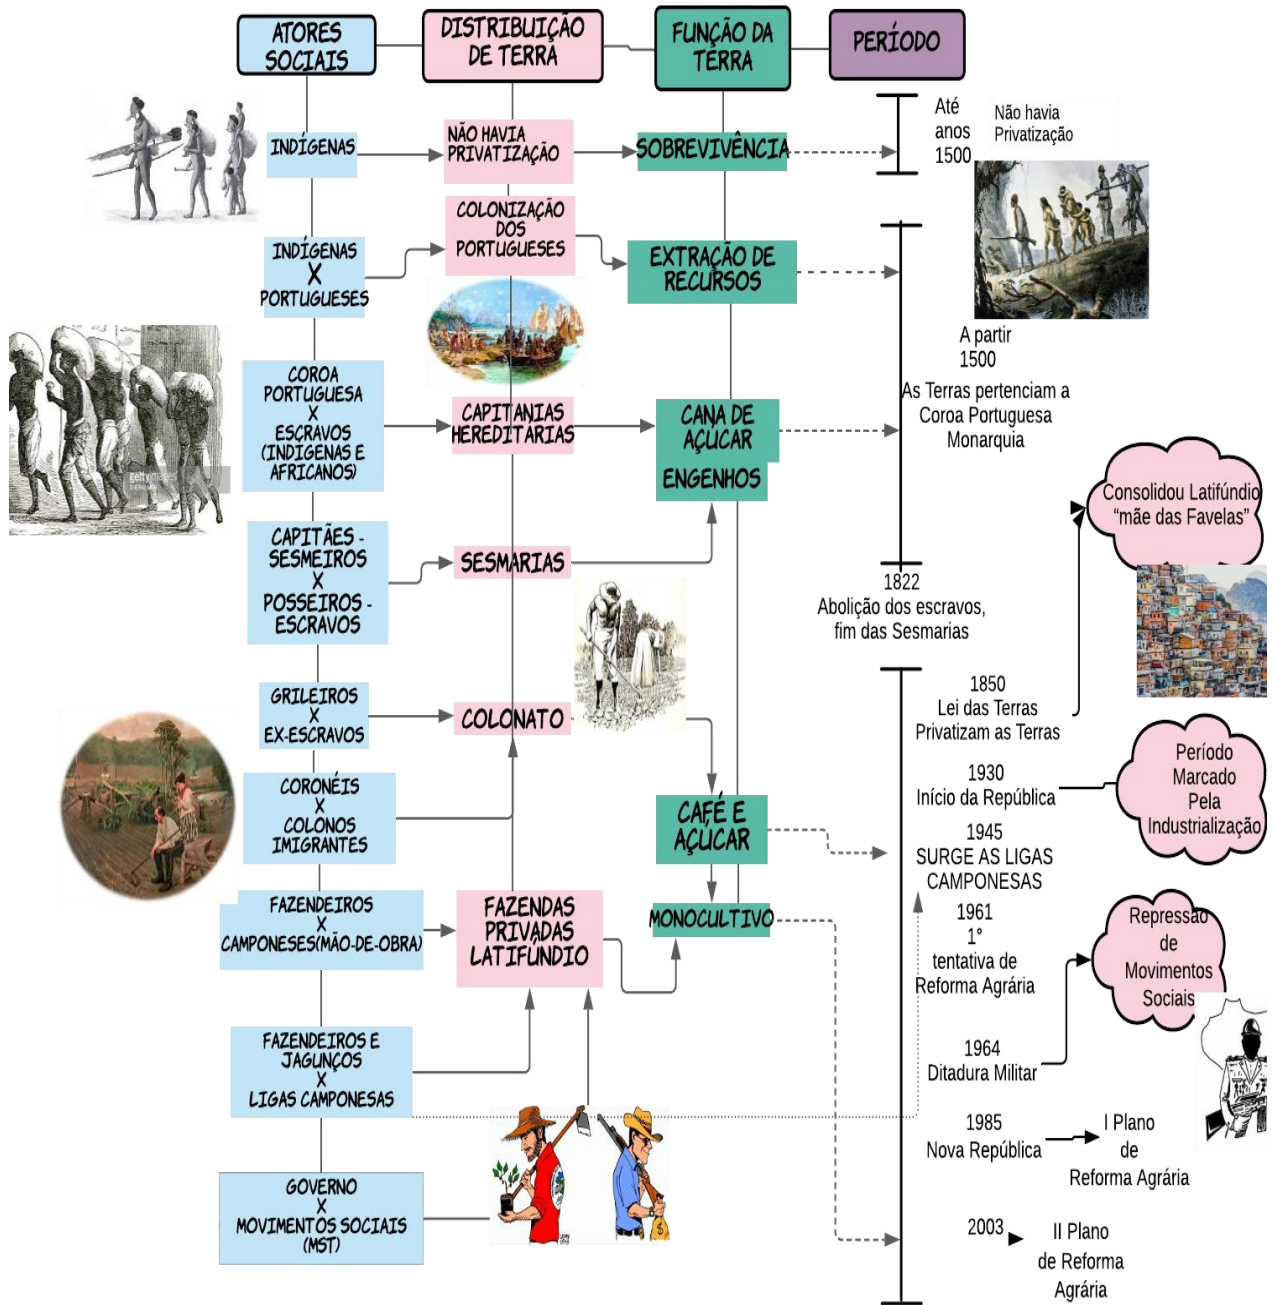 ATORES
SOCIAIS
DISTRIBUIÇÃO
DE TERRA
FUNÇÃO DA
TERRA
PERÍODO
INDÍGENAS
NÃO HAVIA
PRIVATIZAÇÃO
SOBREVIVÊNCIA
Até
anos
1500
Não havia
Privatização
INDÍGENAS
X
PORTUGUESES
COLONIZAÇÃO
DOS
PORTUGUESES
EXTRAÇÃO DE
RECURSOS
A partir
1500
As Terras pertenciam a
Coroa Portuguesa
Monarquia
COROA
PORTUGUESA
X
ESCRAVOS
(INDIGENAS E
AFRICANOS)
CAPITANIAS
HEREDITARIAS
CANA DE
AÇÚCAR
ENGENHOS
gettyimages
CAPITÃES -
SESMEIROS
X
POSSEIROS -
ESCRAVOS
SESMARIAS
1822
Abolição dos escravos,
fim das Sesmarias
Consolidou Latifúndio
“mãe das Favelas”
GRILEIROS
X
EX-ESCRAVOS
COLONATO
1850
Lei das Terras
Privatizam as Terras
CORONÉIS
X
COLONOS
IMIGRANTES
CAFÉ E
AÇÚCAR
1930
Início da República
Período
Marcado
Pela
Industrialização
1945
SURGE AS LIGAS
CAMPONESAS
FAZENDEIROS
X
CAMPONESES(MÃO-DE-OBRA)
FAZENDAS
PRIVADAS
LATIFÚNDIO
MONOCULTIVO
1961
1°
tentativa de
Reforma Agrária
Repressão
de
Movimentos
Sociais
FAZENDEIROS E
JAGUNÇOS
X
LIGAS CAMPONESAS
1964
Ditadura Militar
1985
Nova República
I Plano
de
Reforma Agrária
GOVERNO
X
MOVIMENTOS SOCIAIS
(MST)
$
2003
II Plano
de Reforma
Agrária